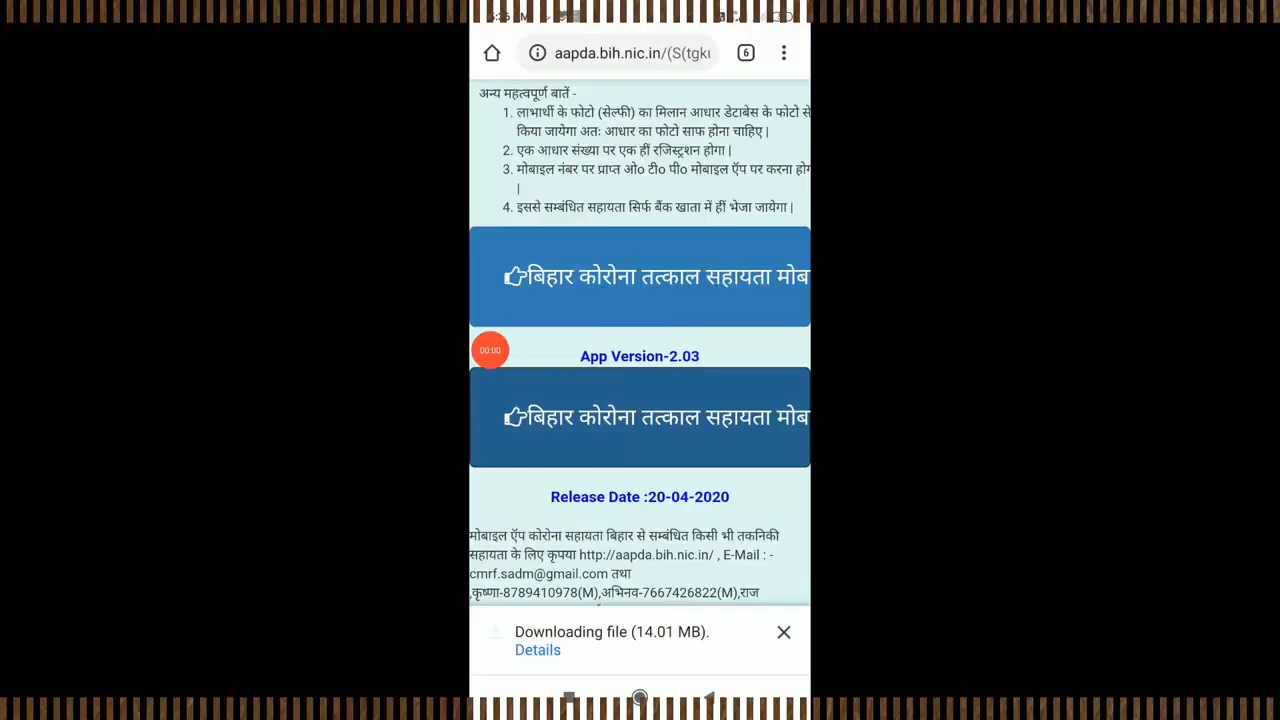 aapda.bih.nic.in/(S(tgk
6
अन्य महत्वपूर्ण बातें -
1. लाभार्थी के फोटो (सेल्फी) का मिलान आधार डेटाबेस के फोटो से
किया जायेगा अतः आधार का फोटो साफ होना चाहिए |
2. एक आधार संख्या पर एक हीं रजिस्ट्रशन होगा |
3. मोबाइल नंबर पर प्राप्त ओo टीo पीo मोबाइल ऍप पर करना होग
|
4. इससे सम्बंधित सहायता सिर्फ बैंक खाता में हीं भेजा जायेगा |
बिहार कोरोना तत्काल सहायता मोब
00:00
App Version-2.03
बिहार कोरोना तत्काल सहायता मोब
Release Date :20-04-2020
मोबाइल ऍप कोरोना सहायता बिहार से सम्बंधित किसी भी तकनिकी
सहायता के लिए कृपया http://aapda.bih.nic.in/ , E-Mail : -
cmrf.sadm@gmail.com तथा
,कृष्णा-8789410978(M),अभिनव-7667426822(M),राज
Downloading file (14.01 MB).
Details